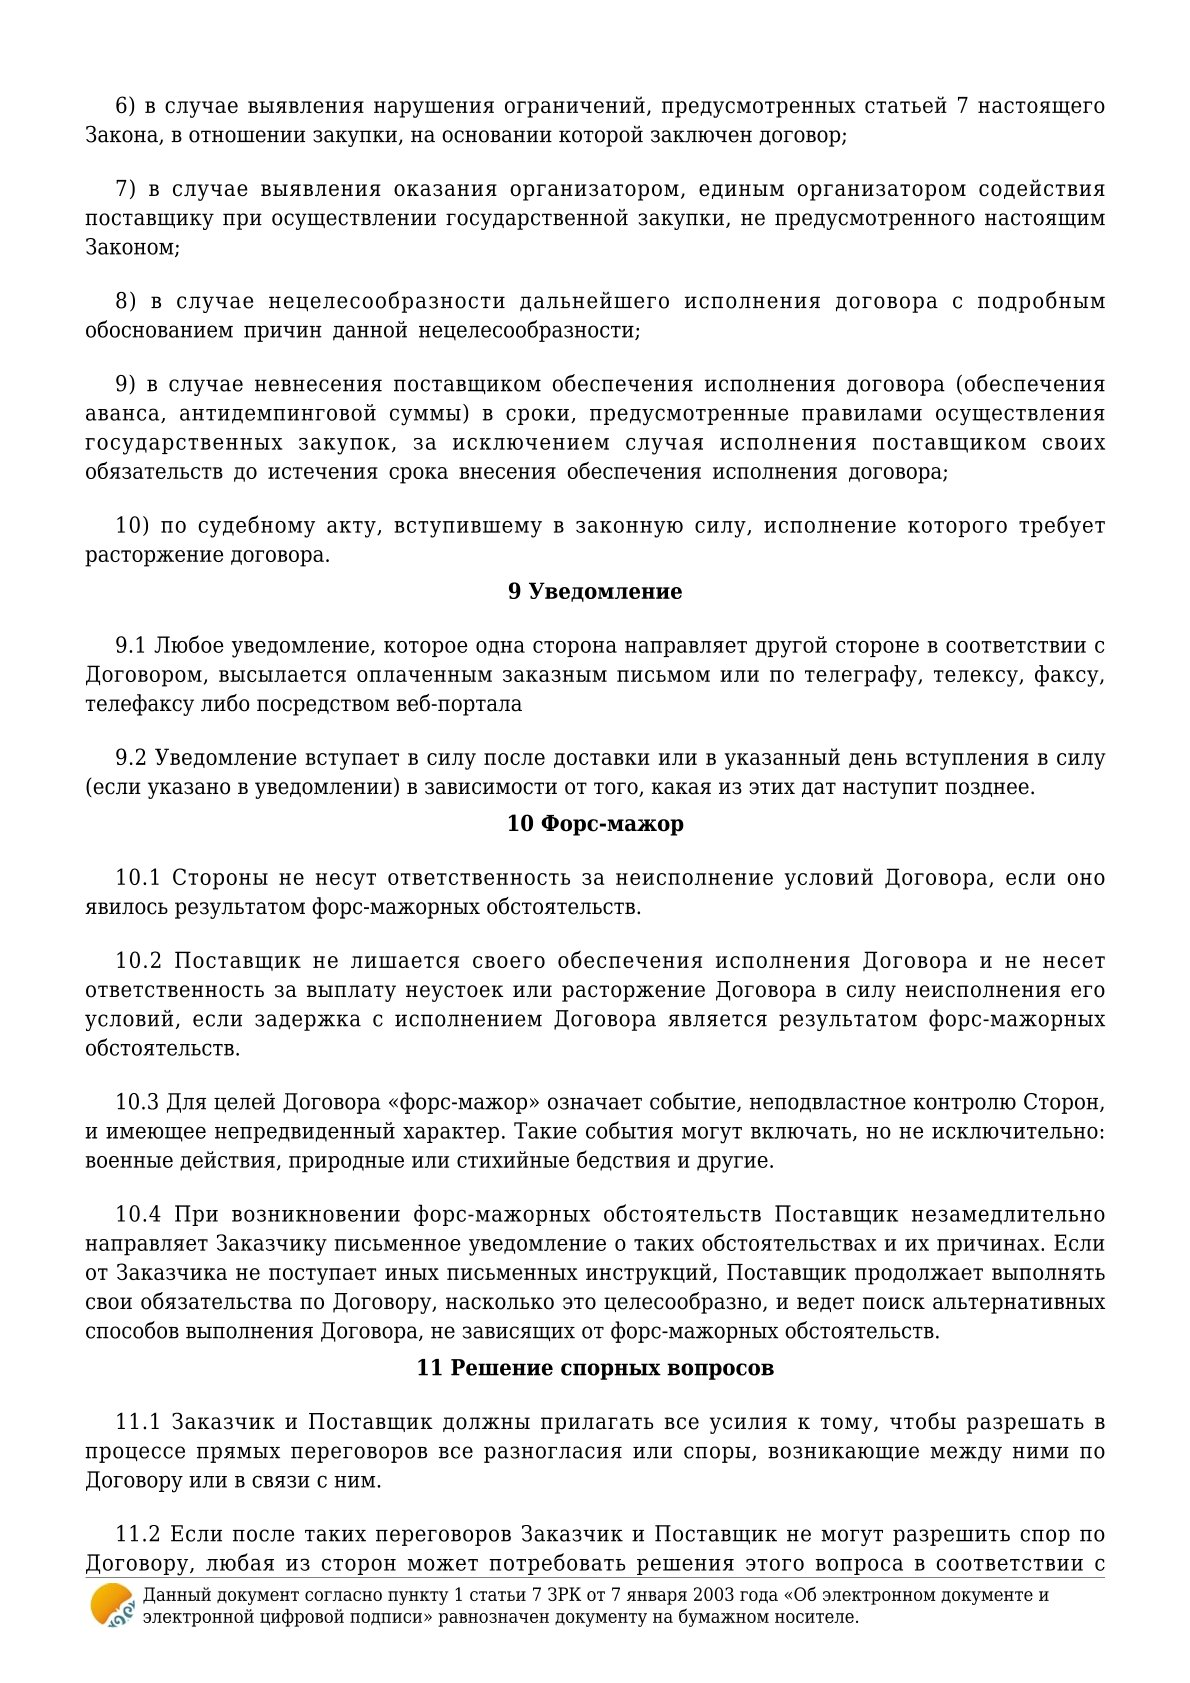 6) в случае выявления нарушения ограничений, предусмотренных статьей 7 настоящего
Закона, в отношении закупки, на основании которой заключен договор;
7) в случае выявления оказания организатором, единым организатором содействия
поставщику при осуществлении государственной закупки, не предусмотренного настоящим
Законом;
8) в случае нецелесообразности дальнейшего исполнения договора с подробным
обоснованием причин данной нецелесообразности;
9) в случае невнесения поставщиком обеспечения исполнения договора (обеспечения
аванса, антидемпинговой суммы) в сроки, предусмотренные правилами осуществления
государственных закупок, за исключением случая исполнения поставщиком своих
обязательств до истечения срока внесения обеспечения исполнения договора;
10) по судебному акту, вступившему в законную силу, исполнение которого требует
расторжение договора.
9 Уведомление
9.1 Любое уведомление, которое одна сторона направляет другой стороне в соответствии с
Договором, высылается оплаченным заказным письмом или по телеграфу, телексу, факсу,
телефаксу либо посредством веб-портала
9.2 Уведомление вступает в силу после доставки или в указанный день вступления в силу
(если указано в уведомлении) в зависимости от того, какая из этих дат наступит позднее.
10 Форс-мажор
10.1 Стороны не несут ответственность за неисполнение условий Договора, если оно
явилось результатом форс-мажорных обстоятельств.
10.2 Поставщик не лишается своего обеспечения исполнения Договора и не несет
ответственность за выплату неустоек или расторжение Договора в силу неисполнения его
условий, если задержка с исполнением Договора является результатом форс-мажорных
обстоятельств.
10.3 Для целей Договора «форс-мажор» означает событие, неподвластное контролю Сторон,
и имеющее непредвиденный характер. Такие события могут включать, но не исключительно:
военные действия, природные или стихийные бедствия и другие.
10.4 При возникновении форс-мажорных обстоятельств Поставщик незамедлительно
направляет Заказчику письменное уведомление о таких обстоятельствах и их причинах. Если
от Заказчика не поступает иных письменных инструкций, Поставщик продолжает выполнять
свои обязательства по Договору, насколько это целесообразно, и ведет поиск альтернативных
способов выполнения Договора, не зависящих от форс-мажорных обстоятельств.
11 Решение спорных вопросов
11.1 Заказчик и Поставщик должны прилагать все усилия к тому, чтобы разрешать в
процессе прямых переговоров все разногласия или споры, возникающие между ними по
Договору или в связи с ним.
11.2 Если после таких переговоров Заказчик и Поставщик не могут разрешить спор по
Договору, любая из сторон может потребовать решения этого вопроса в соответствии с
Данный документ согласно пункту 1 статьи 7 ЗРК от 7 января 2003 года «Об электронном документе и
электронной цифровой подписи» равнозначен документу на бумажном носителе.